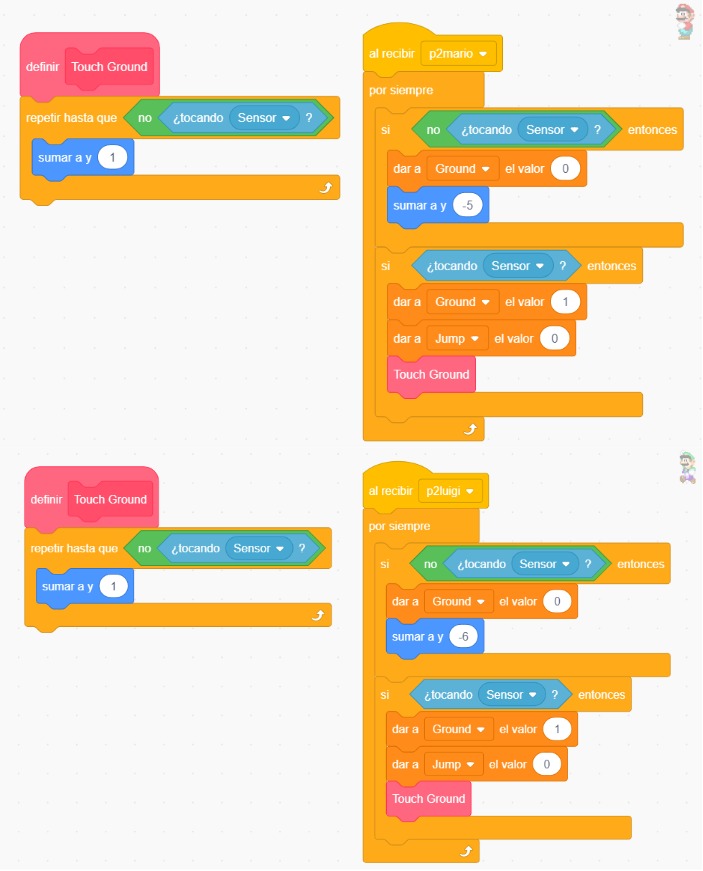 definir Touch Ground
repetir hasta que no ¿tocando Sensor ?
sumar a y 1
al recibir p2mario
por siempre
si no ¿tocando Sensor ? entonces
dar a Ground el valor 0
sumar a y -5
si ¿tocando Sensor ? entonces
dar a Ground el valor 1
dar a Jump el valor 0
Touch Ground
definir Touch Ground
repetir hasta que no ¿tocando Sensor ?
sumar a y 1
al recibir p2luigi
por siempre
si no ¿tocando Sensor ? entonces
dar a Ground el valor 0
sumar a y -6
si ¿tocando Sensor ? entonces
dar a Ground el valor 1
dar a Jump el valor 0
Touch Ground